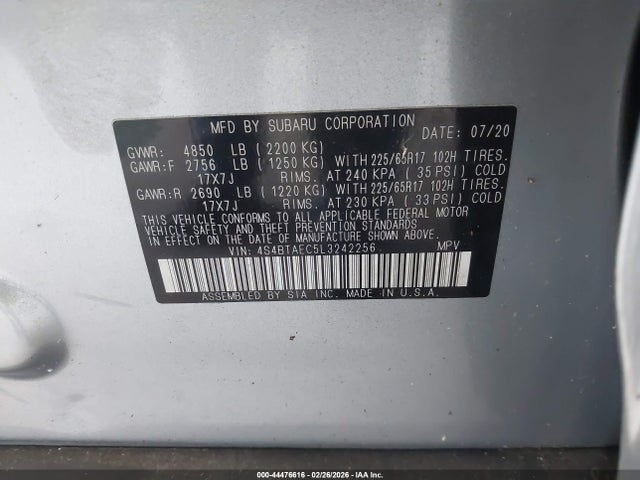 MFD BY SUBARU CORPORATION DATE: 07/20
GVWR: 4850 LB (2200 KG)
GAWR:F 2756 LB (1250 KG) WITH 225/65R17 102H TIRES.
17X7J RIMS. AT 240 KPA (35 PSI) COLD
GAWR:R 2690 LB (1220 KG) WITH 225/65R17 102H TIRES.
17X7J RIMS. AT 230 KPA (33 PSI) COLD
THIS VEHICLE CONFORMS TO ALL APPLICABLE FEDERAL MOTOR
VEHICLE SAFETY AND THEFT PREVENTION STANDARDS
IN EFFECT ON THE DATE OF MANUFACTURE SHOWN ABOVE.
VIN: 4S4BTAEC5L3242256 MPV
ASSEMBLED BY SIA INC. MADE IN U.S.A.
000-44476616 - 02/26/2026 - IAA Inc.